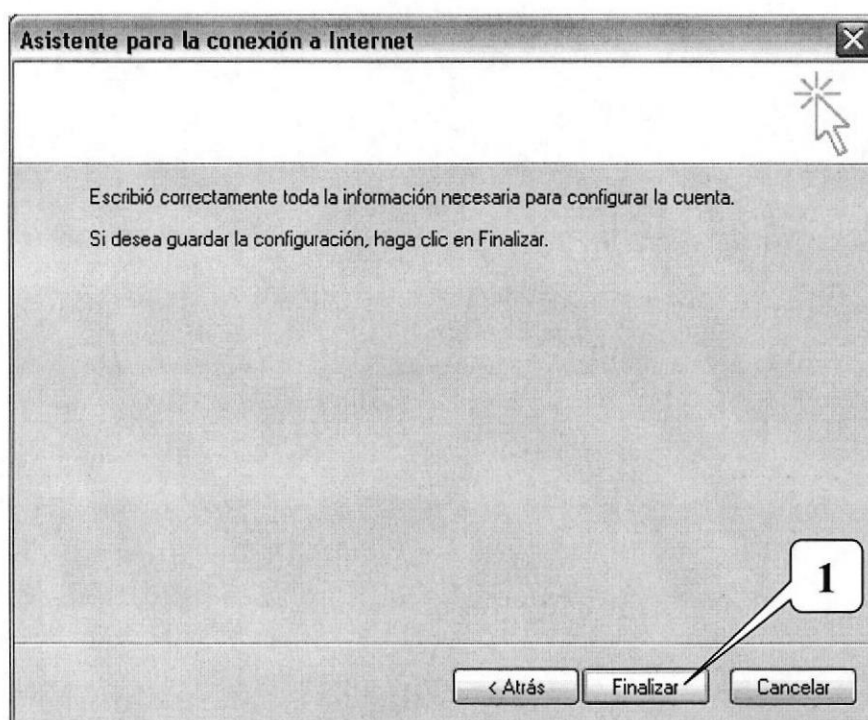 Asistente para la conexión a Internet
Escribió correctamente toda la información necesaria para configurar la cuenta.
Si desea guardar la configuración, haga clic en Finalizar.
1
< Atrás Finalizar Cancelar